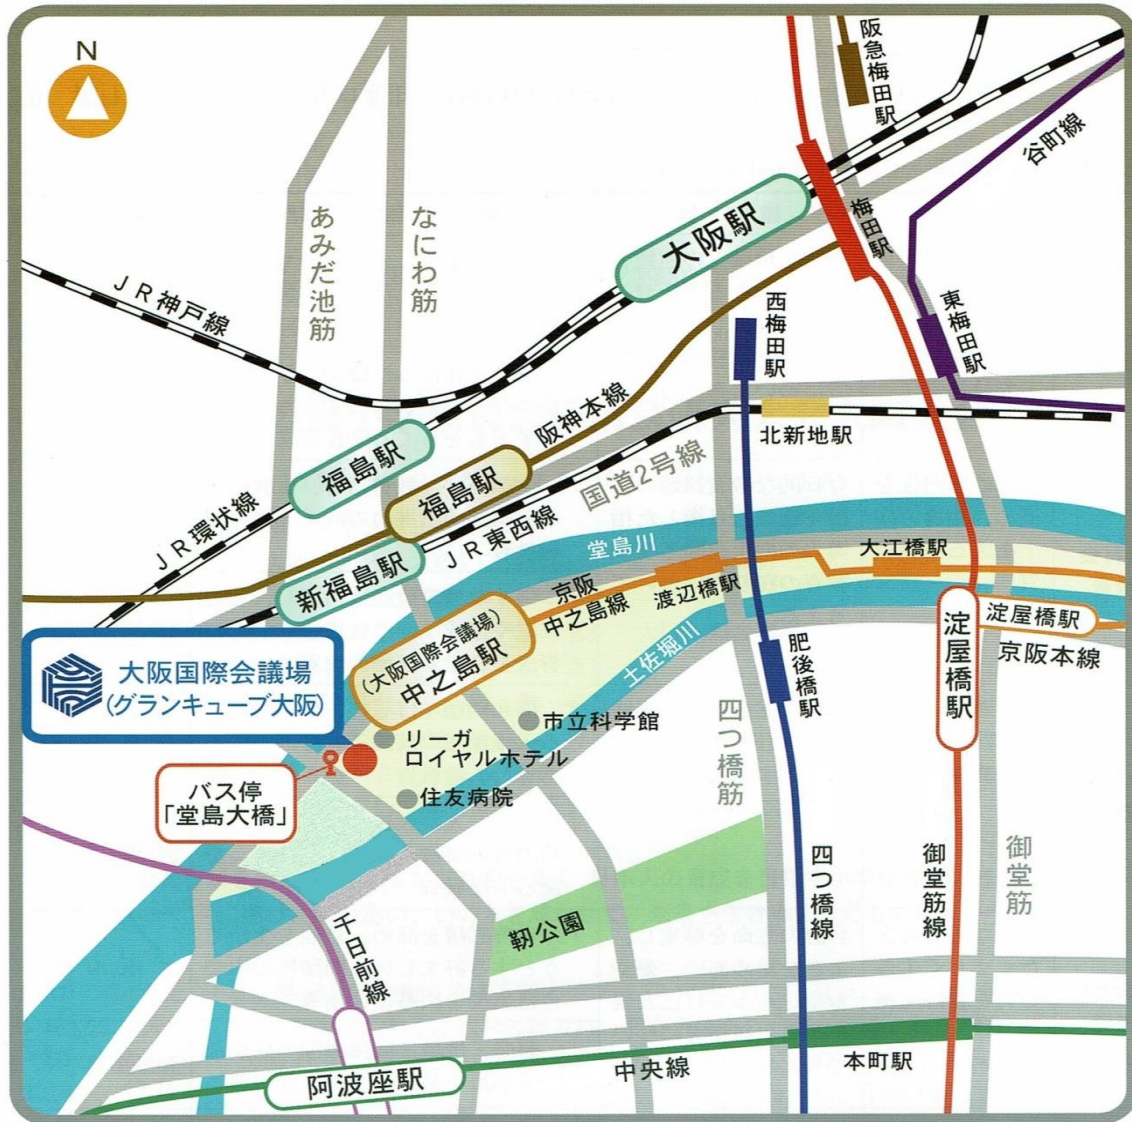 N
阪急梅田駅
谷町線
大阪駅
梅田駅
あみだ池筋
なにわ筋
JR神戸線
西梅田駅
東梅田駅
阪神本線
北新地駅
福島駅
福島駅
国道2号線
JR環状線
JR東西線
新福島駅
堂島川
大江橋駅
京阪
中之島線
渡辺橋駅
(大阪国際会議場)
中之島駅
淀屋橋駅
淀屋橋駅
京阪本線
土佐堀川
肥後橋駅
大阪国際会議場
(グランキューブ大阪)
市立科学館
リーガ
ロイヤルホテル
四つ橋筋
バス停
「堂島大橋」
住友病院
四つ橋線
御堂筋線
御堂筋
靭公園
千日前線
中央線
本町駅
阿波座駅